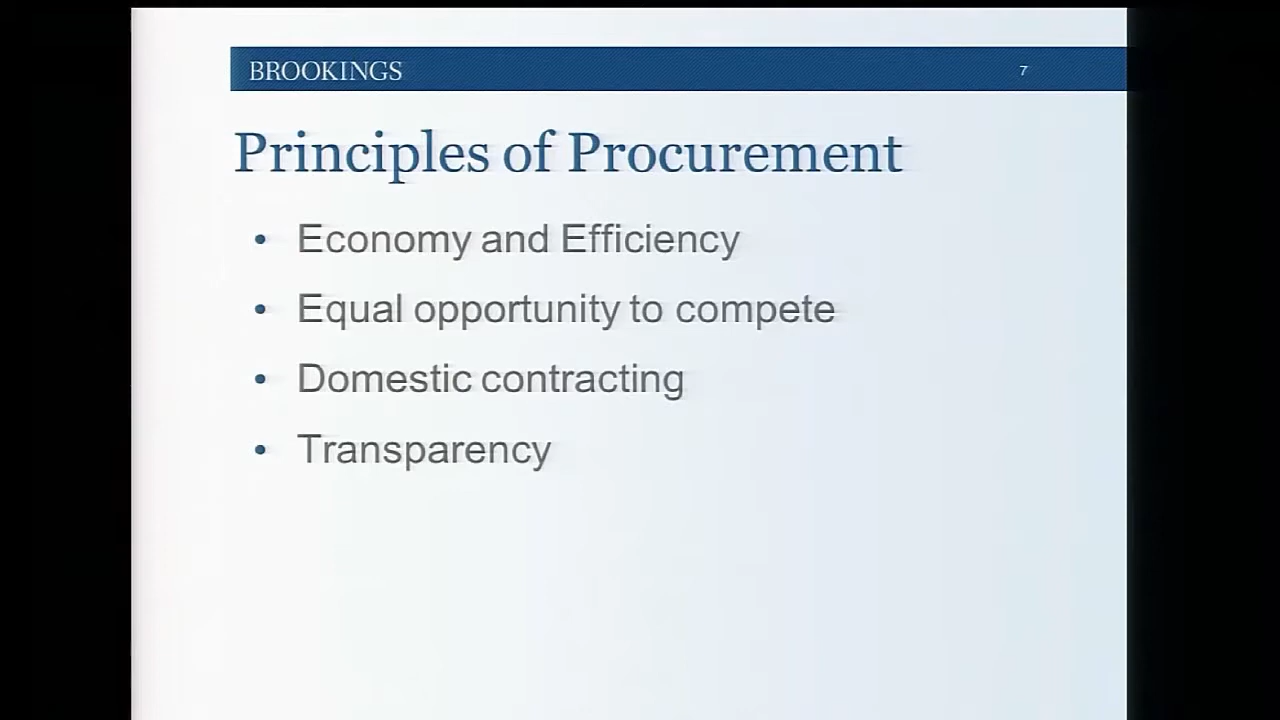 BROOKINGS 7
Principles of Procurement
• Economy and Efficiency
• Equal opportunity to compete
• Domestic contracting
• Transparency